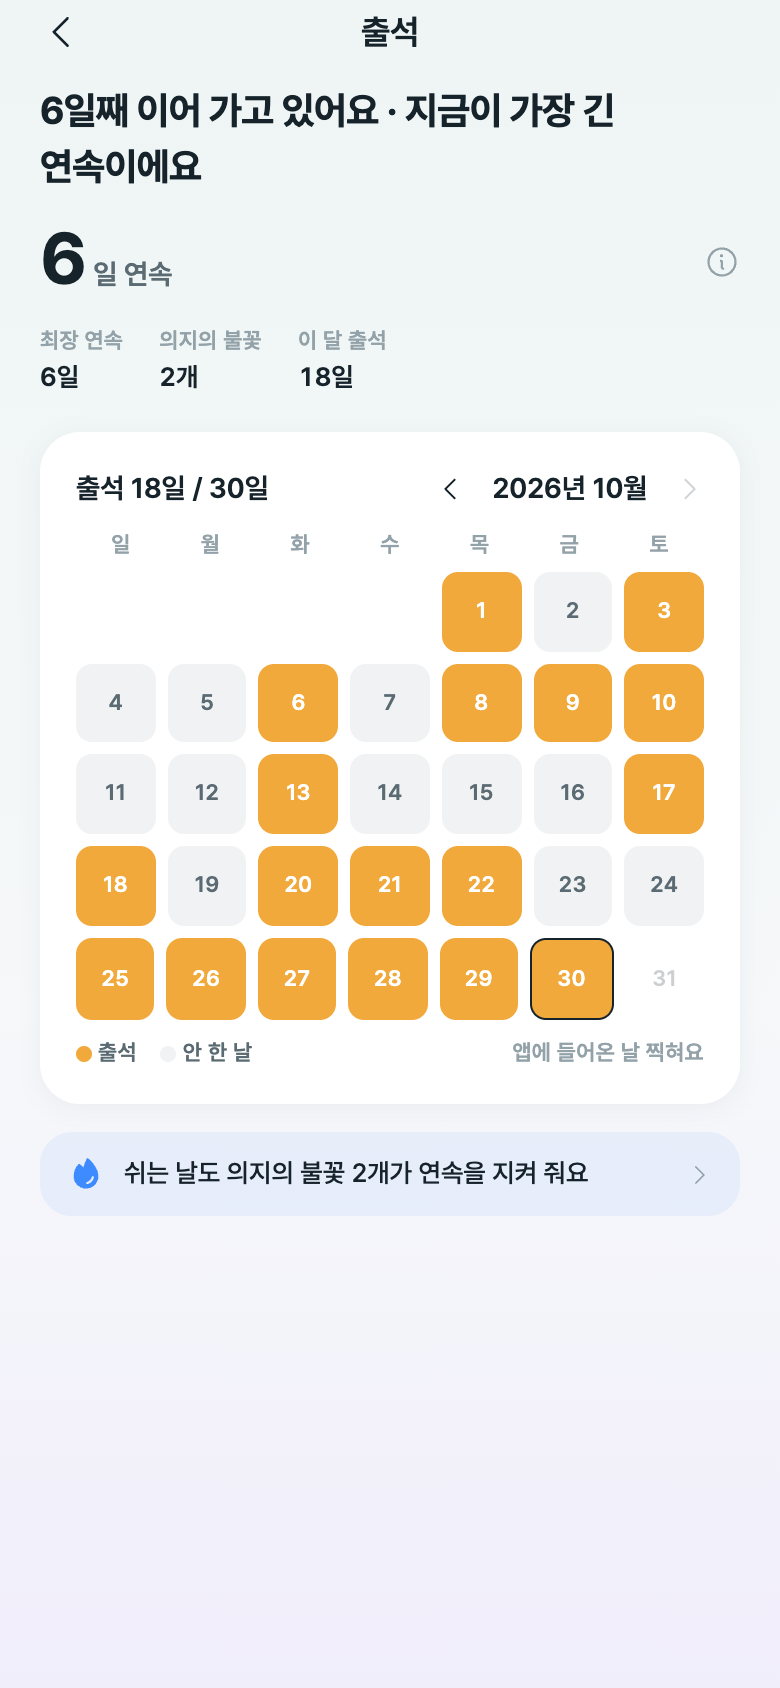 출석
6일째 이어 가고 있어요 · 지금이 가장 긴
연속이에요
6 일 연속
최장 연속 의지의 불꽃 이 달 출석
6일 2개 18일
출석 18일 / 30일 2026년 10월
일 월 화 수 목 금 토
1 2 3
4 5 6 7 8 9 10
11 12 13 14 15 16 17
18 19 20 21 22 23 24
25 26 27 28 29 30 31
출석 안 한 날 앱에 들어온 날 찍혀요
쉬는 날도 의지의 불꽃 2개가 연속을 지켜 줘요